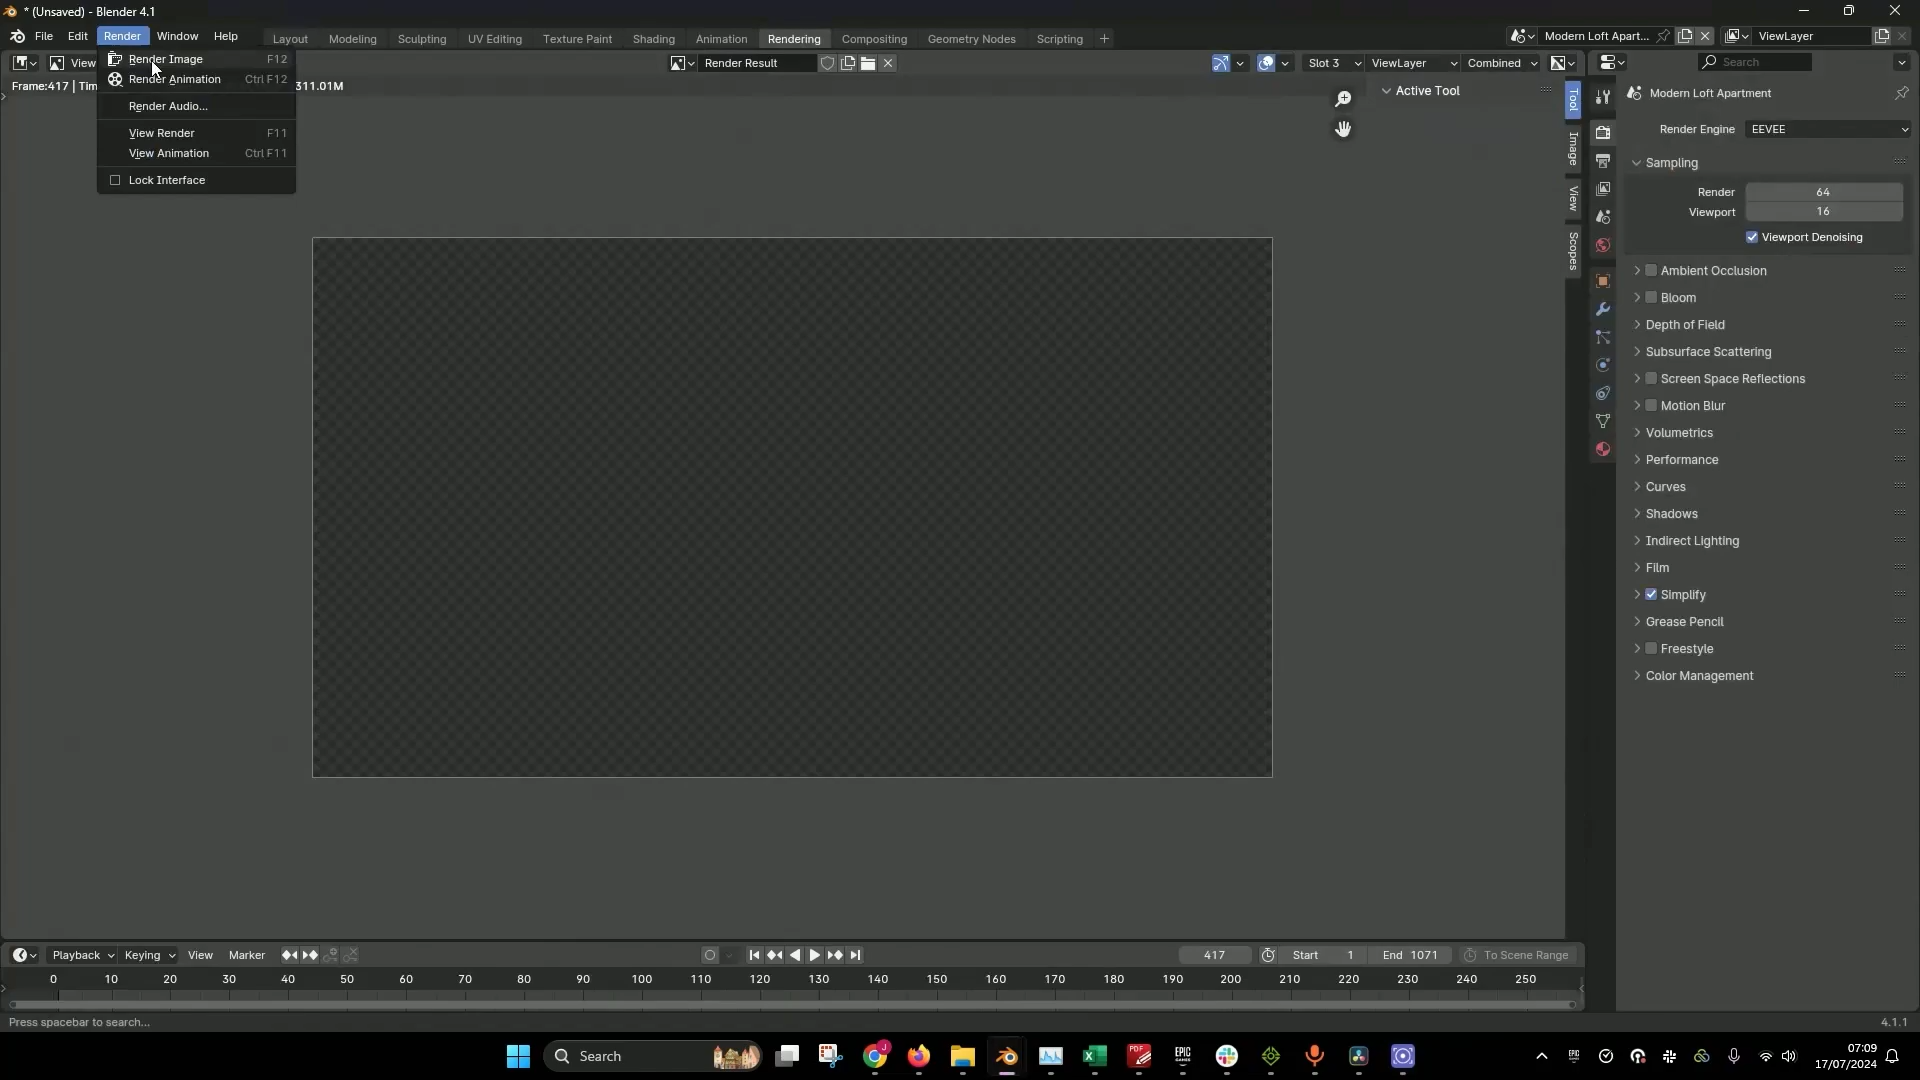 * (Unsaved) - Blender 4.1
File Edit Render Window Help Layout Modeling Sculpting UV Editing Texture Paint Shading Animation Rendering Compositing Geometry Nodes Scripting + Modern Loft Apart... ViewLayer
Render Image F12
Render Animation Ctrl F12
Render Audio...
View Render F11
View Animation Ctrl F11
Lock Interface
View Render Result Slot 3 ViewLayer Combined Search
Frame:417 | Tim 311.01M
Active Tool
Tool
Image
View
Scopes
Modern Loft Apartment
Render Engine EEVEE
Sampling
Render 64
Viewport 16
Viewport Denoising
Ambient Occlusion
Bloom
Depth of Field
Subsurface Scattering
Screen Space Reflections
Motion Blur
Volumetrics
Performance
Curves
Shadows
Indirect Lighting
Film
Simplify
Grease Pencil
Freestyle
Color Management
Playback Keying View Marker 417 Start 1 End 1071 To Scene Range
0 10 20 30 40 50 60 70 80 90 100 110 120 130 140 150 160 170 180 190 200 210 220 230 240 250
Press spacebar to search... 4.1.1
Search PDF EPIC GAMES 07:09
17/07/2024